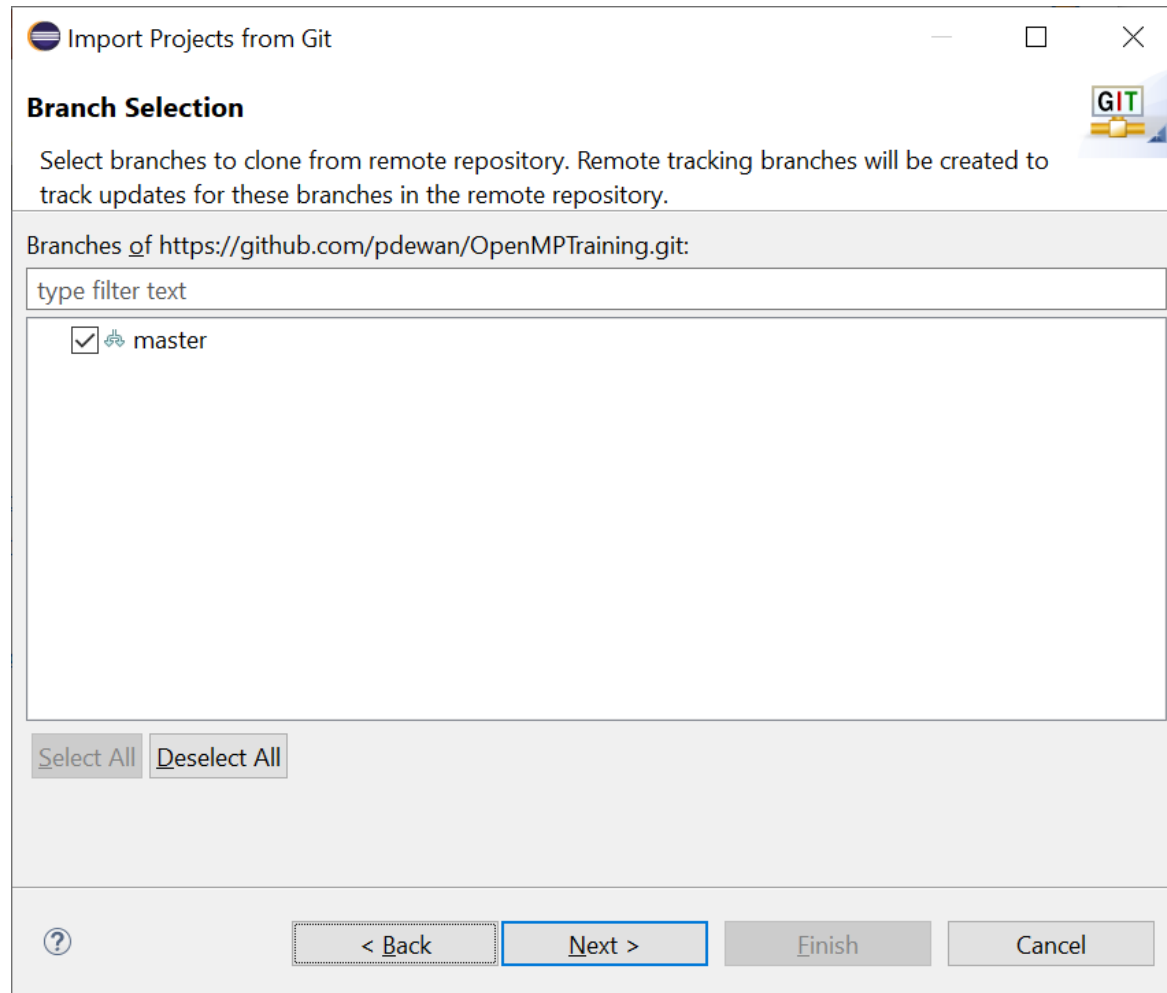 Import Projects from Git
Branch Selection
GIT
Select branches to clone from remote repository. Remote tracking branches will be created to
track updates for these branches in the remote repository.
Branches of https://github.com/pdewan/OpenMPTraining.git:
type filter text
master
Select All Deselect All
? < Back Next > Finish Cancel